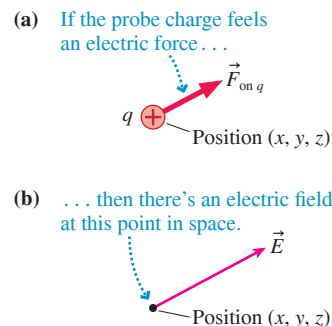 (a) If the probe charge feels
an electric force . . .
F⃗on q
q
+
Position (x, y, z)
(b) . . . then there's an electric field
at this point in space.
E⃗
Position (x, y, z)